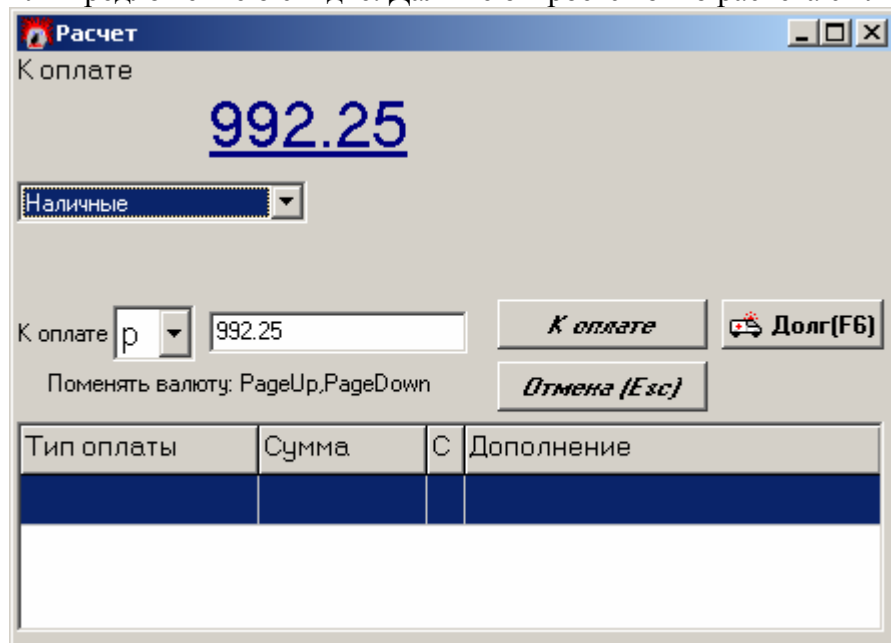 Расчет
К оплате
992.25
Наличные
К оплате р 992.25 К оплате Долг(F6)
Поменять валюту: PageUp,PageDown Отмена (Esc)
Тип оплаты Сумма С Дополнение